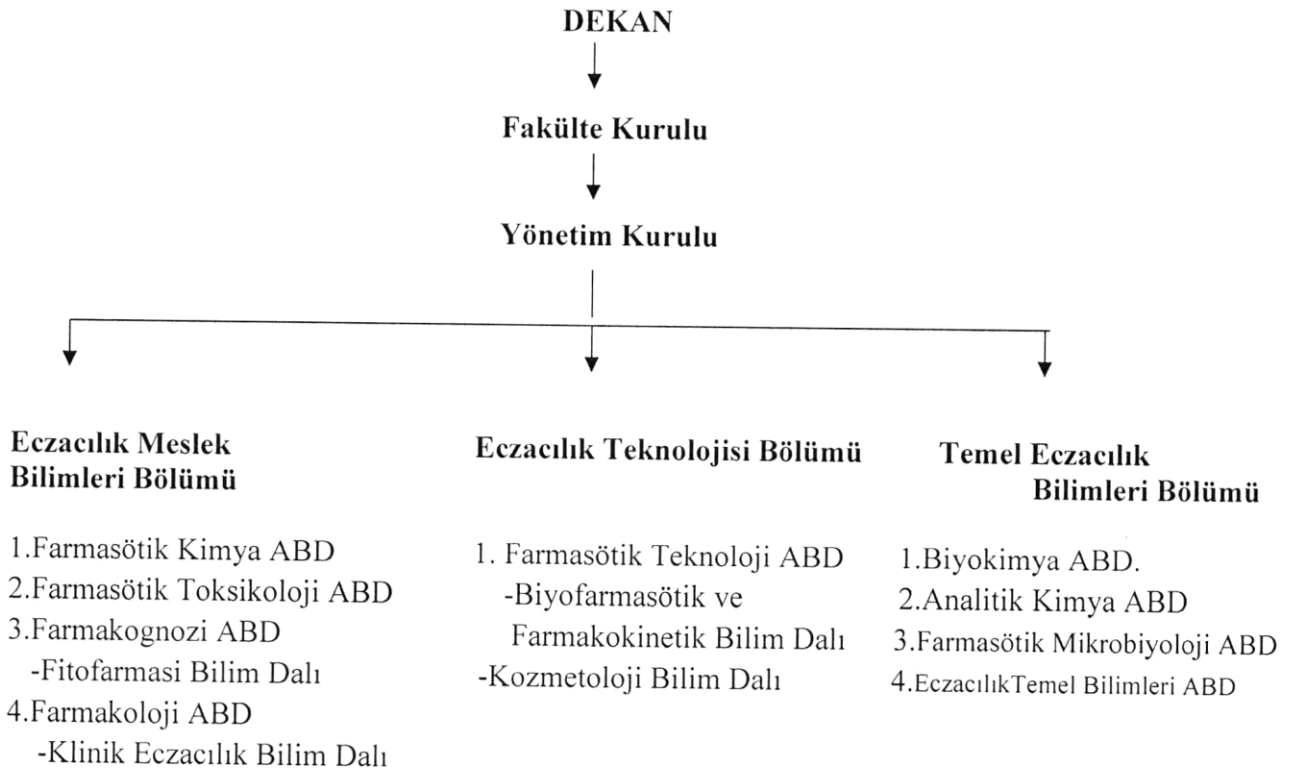 DEKAN
Fakülte Kurulu
Yönetim Kurulu
Eczacılık Meslek
Bilimleri Bölümü
1.Farmasötik Kimya ABD
2.Farmasötik Toksikoloji ABD
3.Farmakognozi ABD
-Fitofarmasi Bilim Dalı
4.Farmakoloji ABD
-Klinik Eczacılık Bilim Dalı
Eczacılık Teknolojisi Bölümü
1. Farmasötik Teknoloji ABD
-Biyofarmasötik ve
Farmakokinetik Bilim Dalı
-Kozmetoloji Bilim Dalı
Temel Eczacılık
Bilimleri Bölümü
1.Biyokimya ABD.
2.Analitik Kimya ABD
3.Farmasötik Mikrobiyoloji ABD
4.EczacılıkTemel Bilimleri ABD